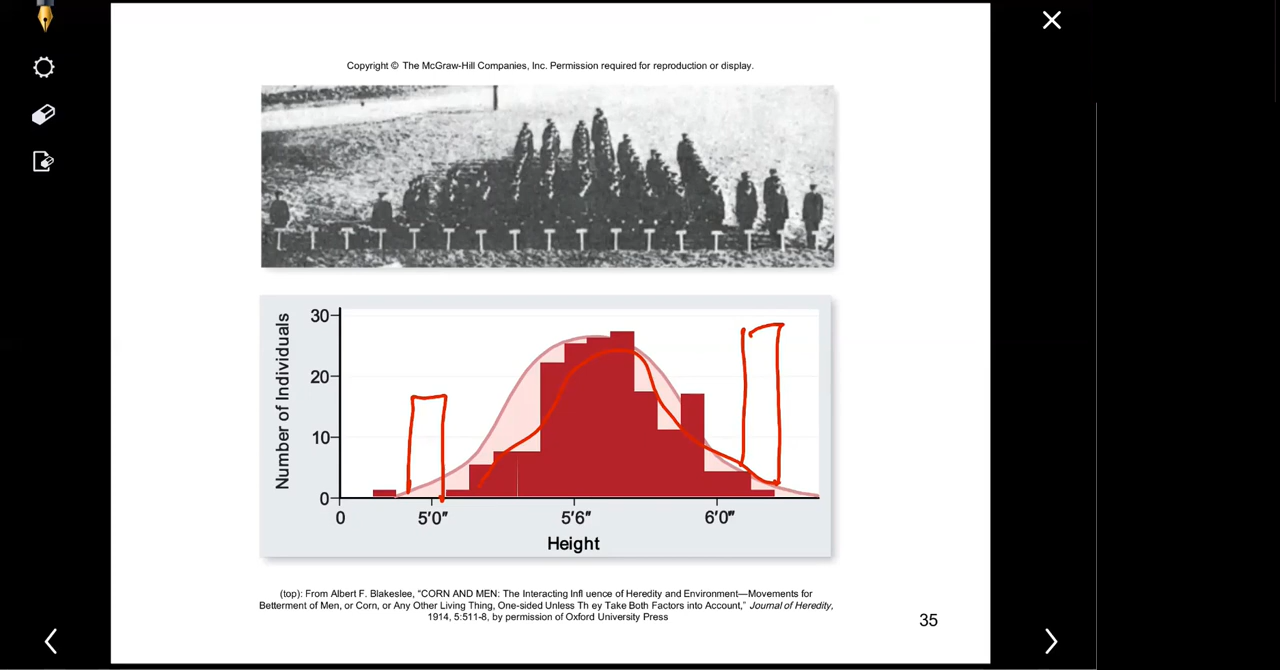 Copyright © The McGraw-Hill Companies, Inc. Permission required for reproduction or display.
Number of Individuals
30
20
10
0
0
5′0″
5′6″
6′0″
Height
(top): From Albert F. Blakeslee, "CORN AND MEN: The Interacting Infl uence of Heredity and Environment—Movements for
Betterment of Men, or Corn, or Any Other Living Thing, One-sided Unless Th ey Take Both Factors into Account," Journal of Heredity,
1914, 5:511-8, by permission of Oxford University Press
35